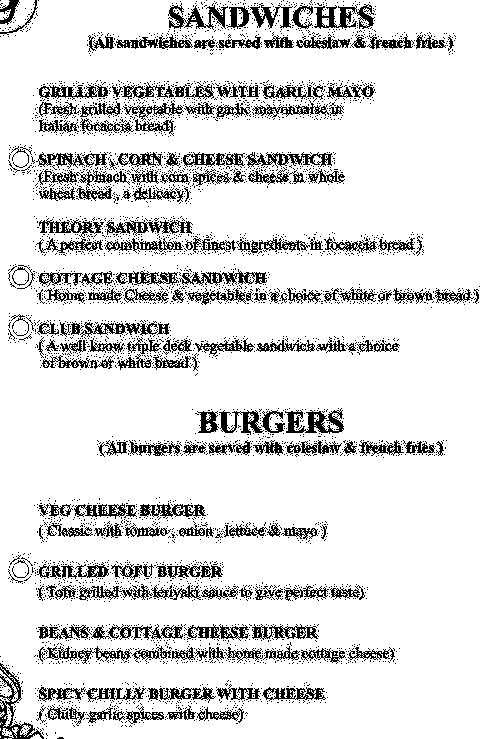 SANDWICHES
(All sandwiches are served with coleslaw & french fries )
GRILLED VEGETABLES WITH GARLIC MAYO
(Fresh grilled vegetable with garlic mayonnaise in
Italian focaccia bread)
SPINACH , CORN & CHEESE SANDWICH
(Fresh spinach with corn spices & cheese in whole
wheat bread , a delicacy)
THEORY SANDWICH
( A perfect combination of finest ingredients in focaccia bread )
COTTAGE CHEESE SANDWICH
( Home made Cheese & vegetables in a choice of white or brown bread )
CLUB SANDWICH
( A well know triple deck vegetable sandwich with a choice
of brown or white bread )
BURGERS
( All burgers are served with coleslaw & french fries )
VEG CHEESE BURGER
( Classic with tomato , onion , lettuce & mayo )
GRILLED TOFU BURGER
( Tofu grilled with teriyaki sauce to give perfect taste)
BEANS & COTTAGE CHEESE BURGER
( Kidney beans combined with home made cottage cheese)
SPICY CHILLY BURGER WITH CHEESE
( Chilly garlic spices with cheese)